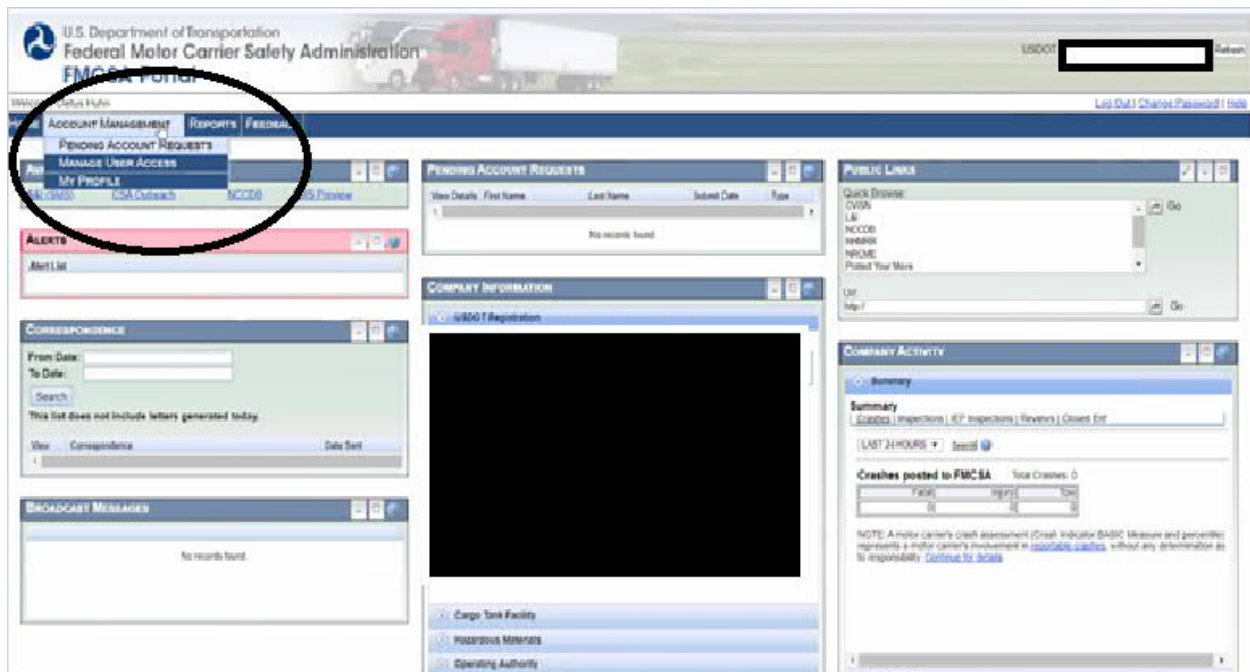 U.S. Department of Transportation
Federal Motor Carrier Safety Administration
FMCSA Portal
USDOT
Log Out | Change Password | Help
ACCOUNT MANAGEMENT REPORTS
PENDING ACCOUNT REQUESTS
MANAGE USER ACCESS
MY PROFILE
CSA Outreach NCCDB
ALERTS
Alert List
CORRESPONDENCE
From Date:
To Date:
Search
This list does not include letters generated today.
View Correspondence Date Sent
BROADCAST MESSAGES
No records found.
PENDING ACCOUNT REQUESTS
View Details First Name Last Name Submit Date Type
No records found
COMPANY INFORMATION
USDOT Registration
Cargo Tank Facility
Hazardous Materials
Operating Authority
PUBLIC LINKS
Quick Browse:
Go
L&I
NCCDB
NRCME
Protect Your Move
Url:
http://
Go
COMPANY ACTIVITY
Summary
Summary
Crashes | Inspections | IEP Inspections | Reviews | Closed Enf
LAST 24 HOURS
Crashes posted to FMCSA Total Crashes: 0
Fatal Injury Tow
0 0 0
NOTE: A motor carrier's crash assessment (Crash Indicator BASIC Measure and percentile)
represents a motor carrier's involvement in reportable crashes, without any determination as
to responsibility. Continue for details